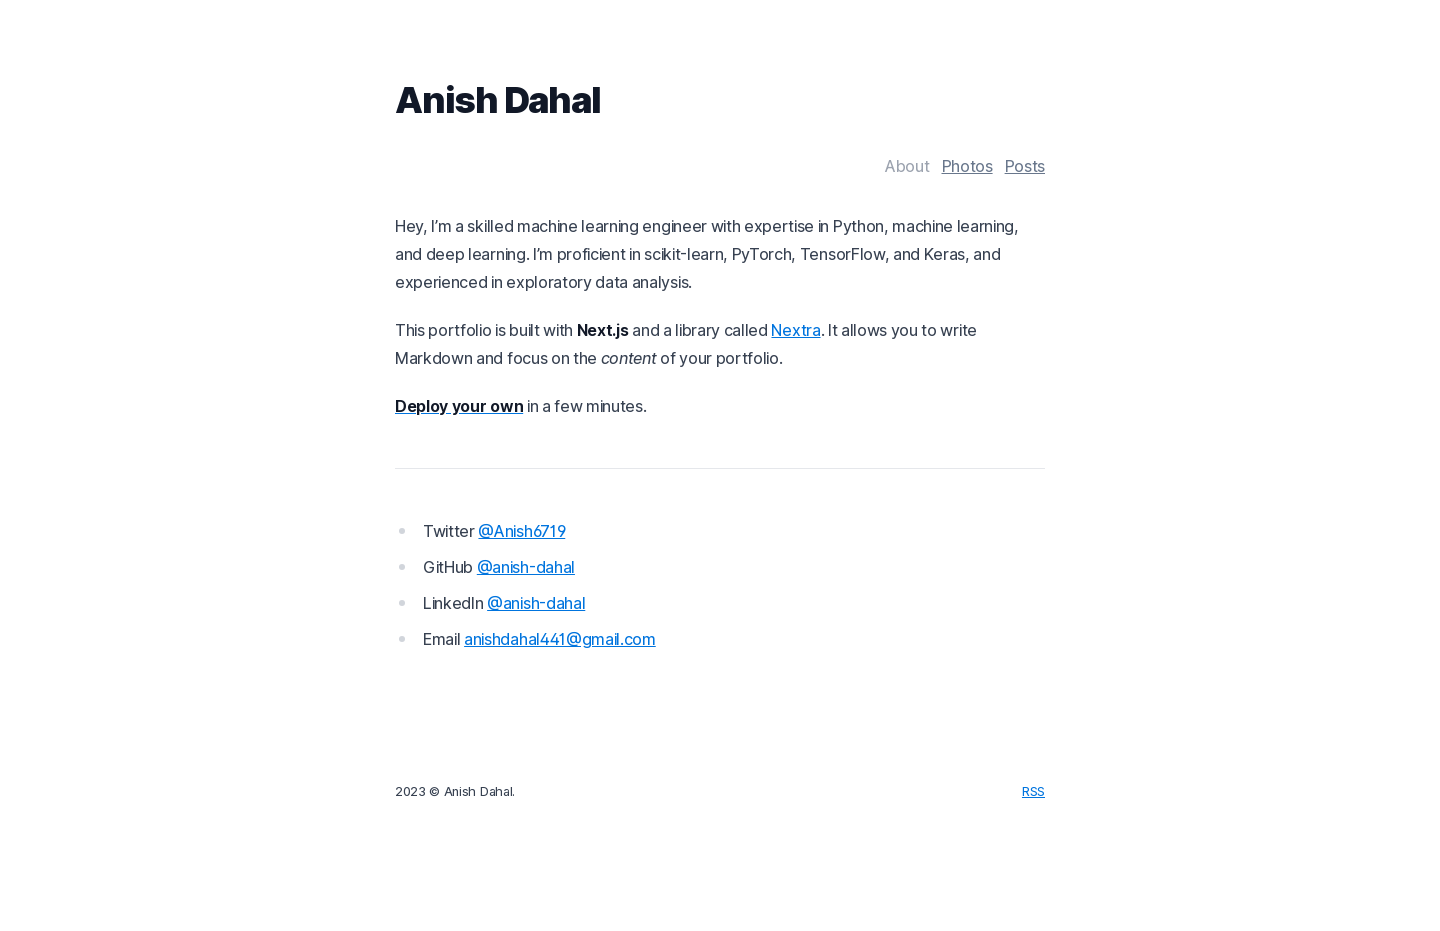 Anish Dahal
About Photos Posts
Hey, I’m a skilled machine learning engineer with expertise in Python, machine learning,
and deep learning. I’m proficient in scikit-learn, PyTorch, TensorFlow, and Keras, and
experienced in exploratory data analysis.
This portfolio is built with Next.js and a library called Nextra. It allows you to write
Markdown and focus on the content of your portfolio.
Deploy your own in a few minutes.
Twitter @Anish6719
GitHub @anish-dahal
LinkedIn @anish-dahal
Email anishdahal441@gmail.com
2023 © Anish Dahal.
RSS